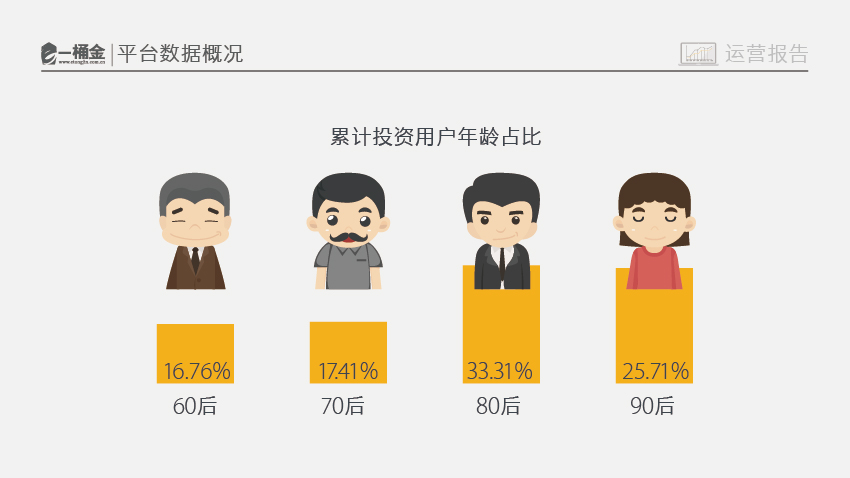 一桶金
平台数据概况
运营报告
累计投资用户年龄占比
16.76%
17.41%
33.31%
25.71%
60后
70后
80后
90后